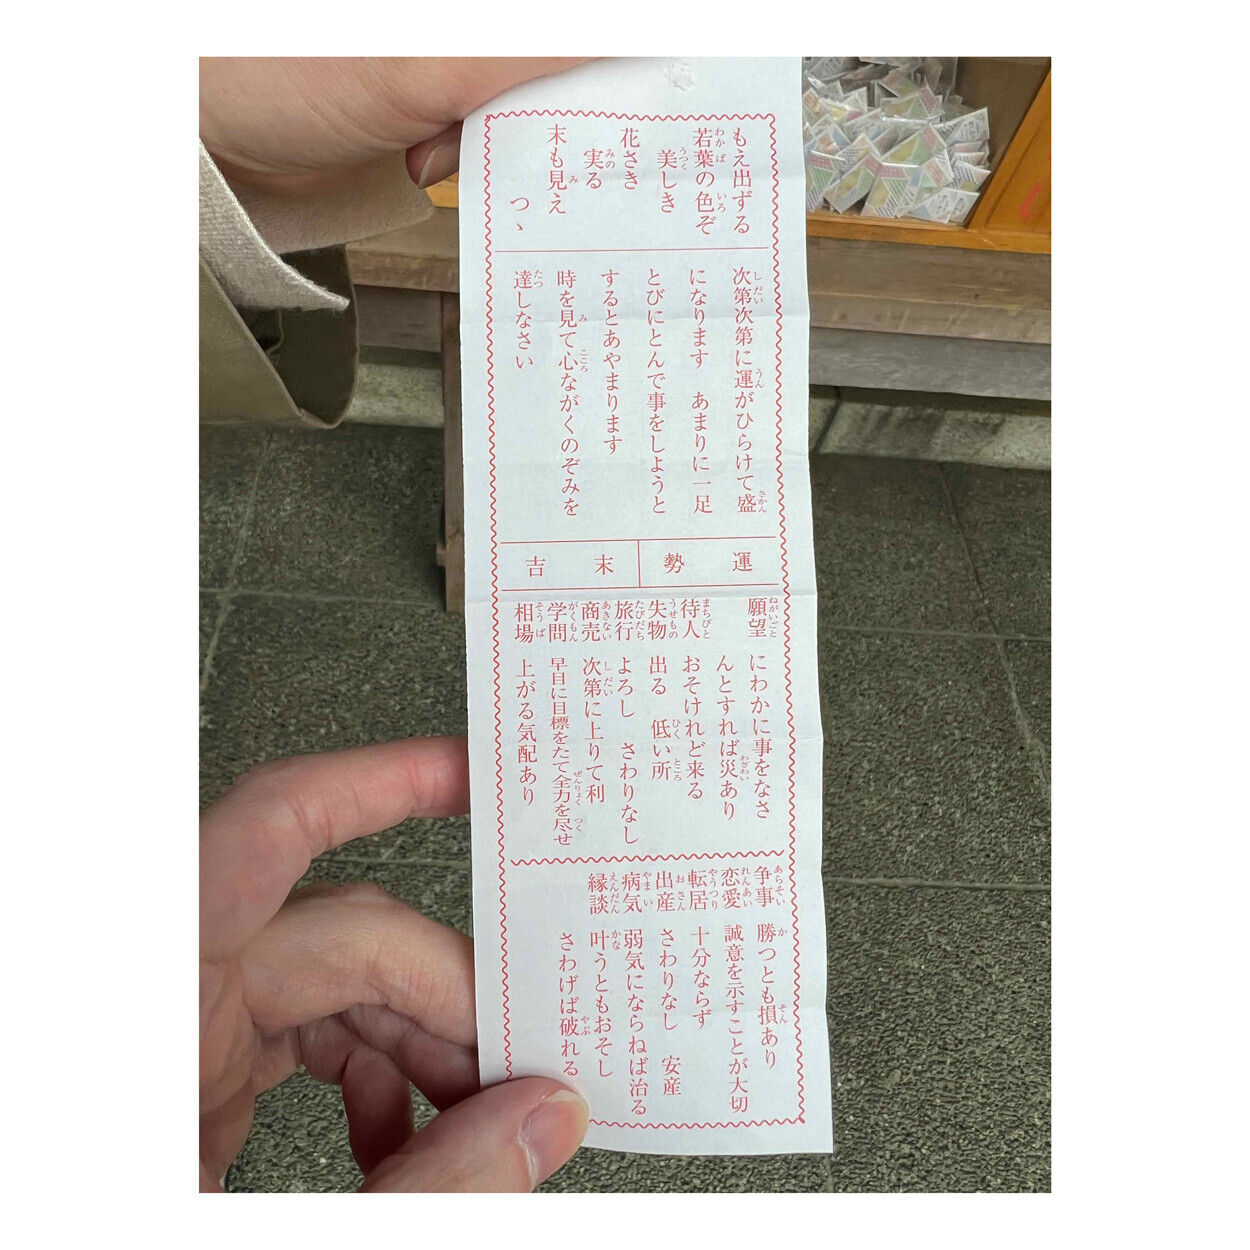 もえ出ずる
若葉の色ぞ
美しき
花さき
実る
末も見え
つヽ
次第次第に運がひらけて盛
になります　あまりに一足
とびにとんで事をしようと
するとあやまります
時を見て心ながくのぞみを
達しなさい
運勢
末吉
願望　にわかに事をなさ
んとすれば災あり
待人　おそけれど来る
失物　出る　低い所
旅行　よろし　さわりなし
商売　次第に上りて利
学問　早目に目標をたて全力を尽せ
相場　上がる気配あり
争事　勝つとも損あり
恋愛　誠意を示すことが大切
転居　十分ならず
出産　さわりなし　安産
病気　弱気にならねば治る
縁談　叶うともおそし
さわげば破れる